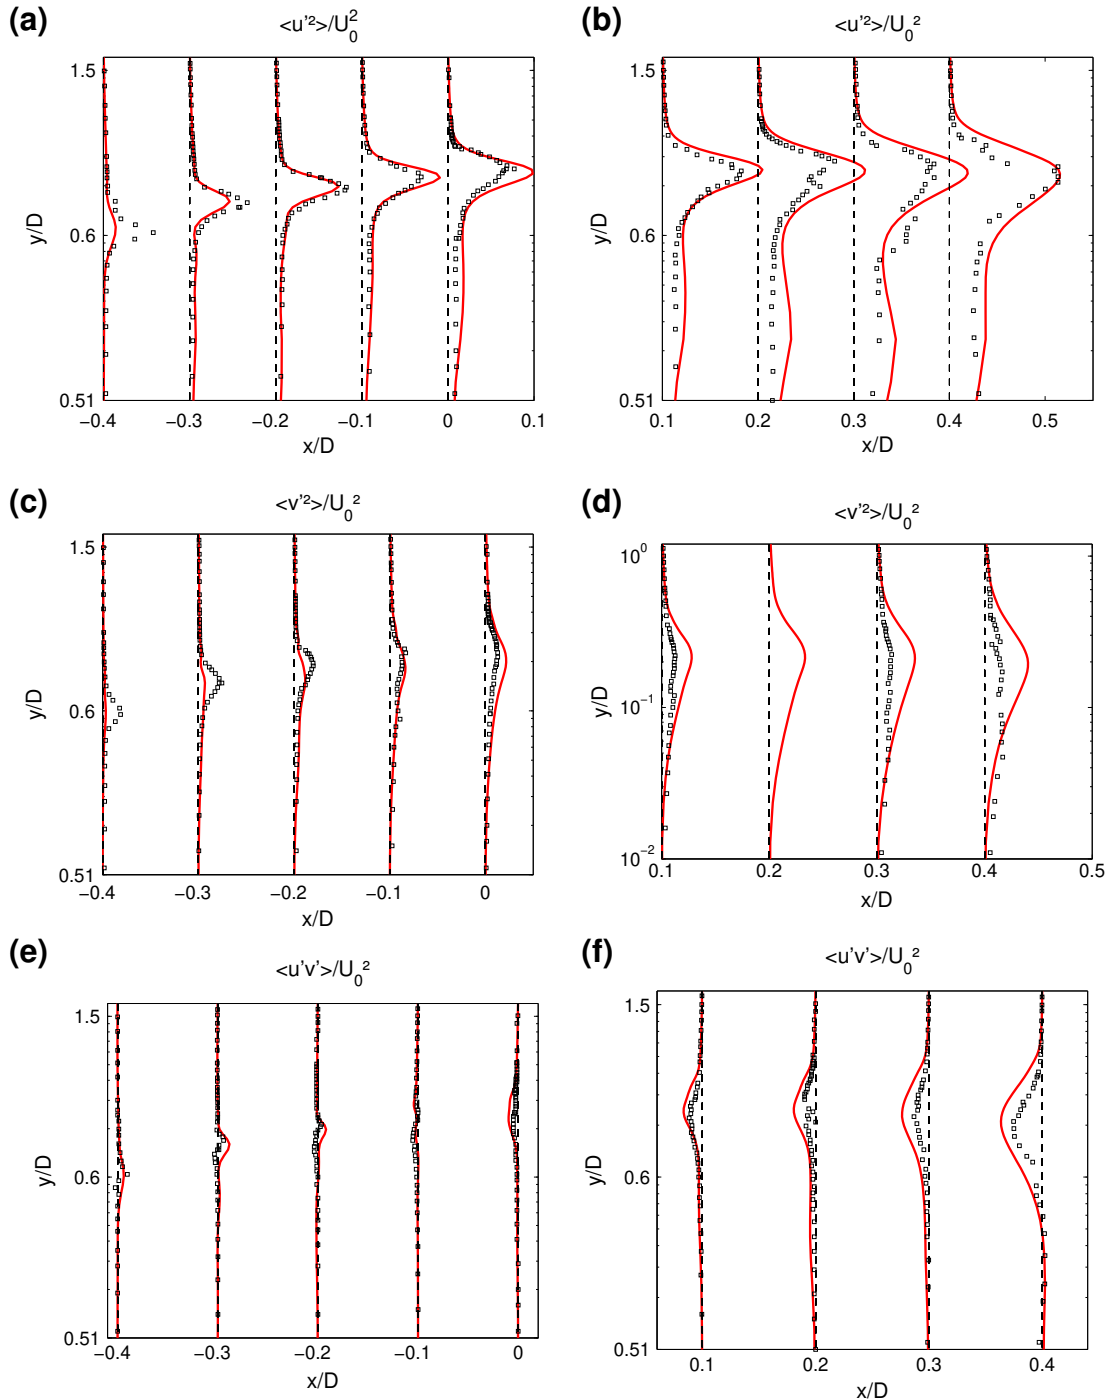 (a) <u'²>/U₀² (b) <u'²>/U₀²
1.5 1.5
y/D y/D
0.6 0.6
0.51 0.51
−0.4 −0.3 −0.2 −0.1 0 0.1 0.1 0.2 0.3 0.4 0.5
x/D x/D
(c) <v'²>/U₀² (d) <v'²>/U₀²
1.5 10⁰
y/D y/D
0.6 10⁻¹
0.51 10⁻²
−0.4 −0.3 −0.2 −0.1 0 0.1 0.2 0.3 0.4 0.5
x/D x/D
(e) <u'v'>/U₀² (f) <u'v'>/U₀²
1.5 1.5
y/D y/D
0.6 0.6
0.51 0.51
−0.4 −0.3 −0.2 −0.1 0 0.1 0.2 0.3 0.4
x/D x/D